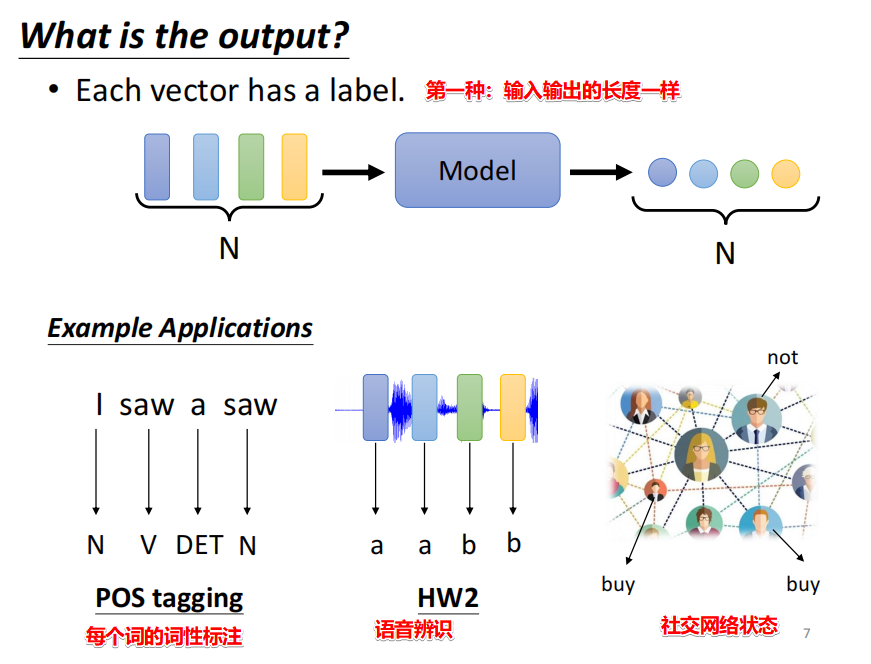 What is the output?
• Each vector has a label. 第一种：输入输出的长度一样
Model
N
N
Example Applications
not
I saw a saw
N V DET N
a a b b
buy
buy
POS tagging
HW2
每个词的词性标注
语音辨识
社交网络状态
7